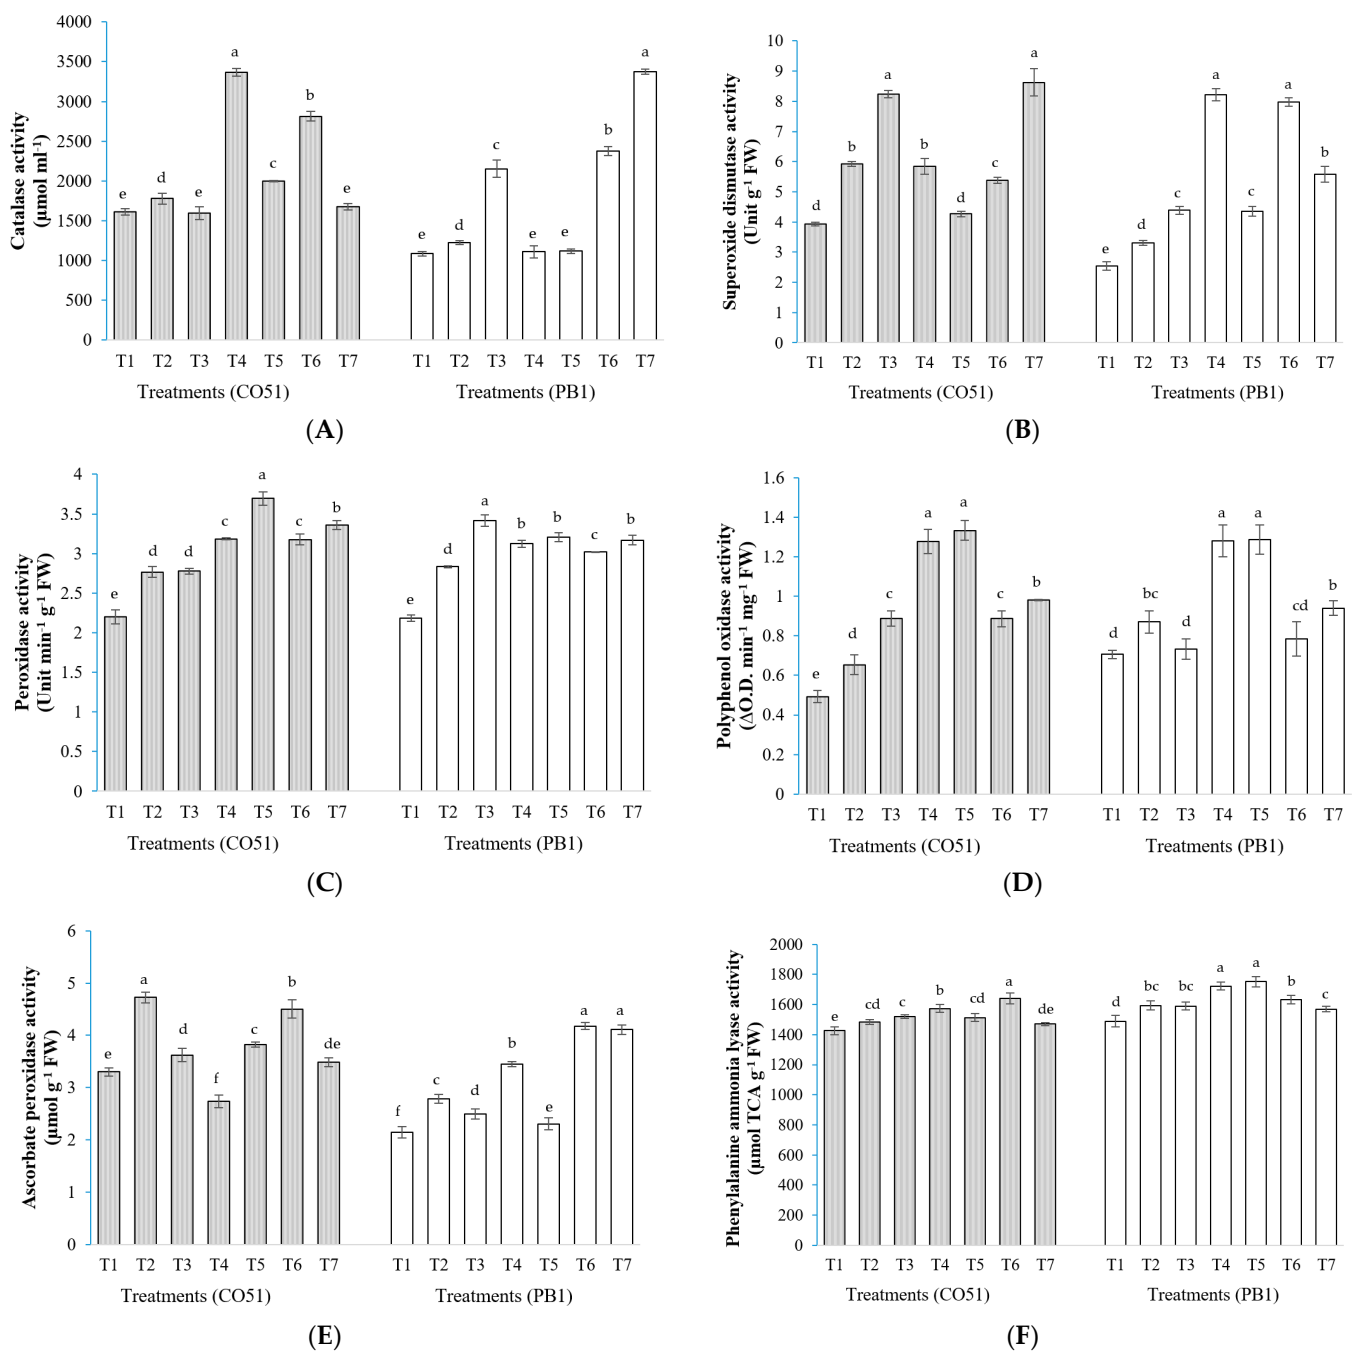 Catalase activity
(µmol ml-1)
4000
3500
3000
2500
2000
1500
1000
500
0
e d e a c b e
e d c e e b a
T1 T2 T3 T4 T5 T6 T7 T1 T2 T3 T4 T5 T6 T7
Treatments (CO51) Treatments (PB1)
(A)
Superoxide dismutase activity
(Unit g-1 FW)
10
9
8
7
6
5
4
3
2
1
0
d b a b d c a
e d c a c a b
T1 T2 T3 T4 T5 T6 T7 T1 T2 T3 T4 T5 T6 T7
Treatments (CO51) Treatments (PB1)
(B)
Peroxidase activity
(Unit min-1 g-1 FW)
4
3.5
3
2.5
2
1.5
1
0.5
0
e d d c a c b
e d a b b c b
T1 T2 T3 T4 T5 T6 T7 T1 T2 T3 T4 T5 T6 T7
Treatments (CO51) Treatments (PB1)
(C)
Polyphenol oxidase activity
(ΔO.D. min-1 mg-1 FW)
1.6
1.4
1.2
1
0.8
0.6
0.4
0.2
0
e d c a a c b
d bc d a a cd b
T1 T2 T3 T4 T5 T6 T7 T1 T2 T3 T4 T5 T6 T7
Treatments (CO51) Treatments (PB1)
(D)
Ascorbate peroxidase activity
(µmol g-1 FW)
6
5
4
3
2
1
0
e a d f c b de
f c d b e a a
T1 T2 T3 T4 T5 T6 T7 T1 T2 T3 T4 T5 T6 T7
Treatments (CO51) Treatments (PB1)
(E)
Phenylalanine ammonia lyase activity
(µmol TCA g-1 FW)
2000
1800
1600
1400
1200
1000
800
600
400
200
0
e cd c b cd a de
d bc bc a a b c
T1 T2 T3 T4 T5 T6 T7 T1 T2 T3 T4 T5 T6 T7
Treatments (CO51) Treatments (PB1)
(F)